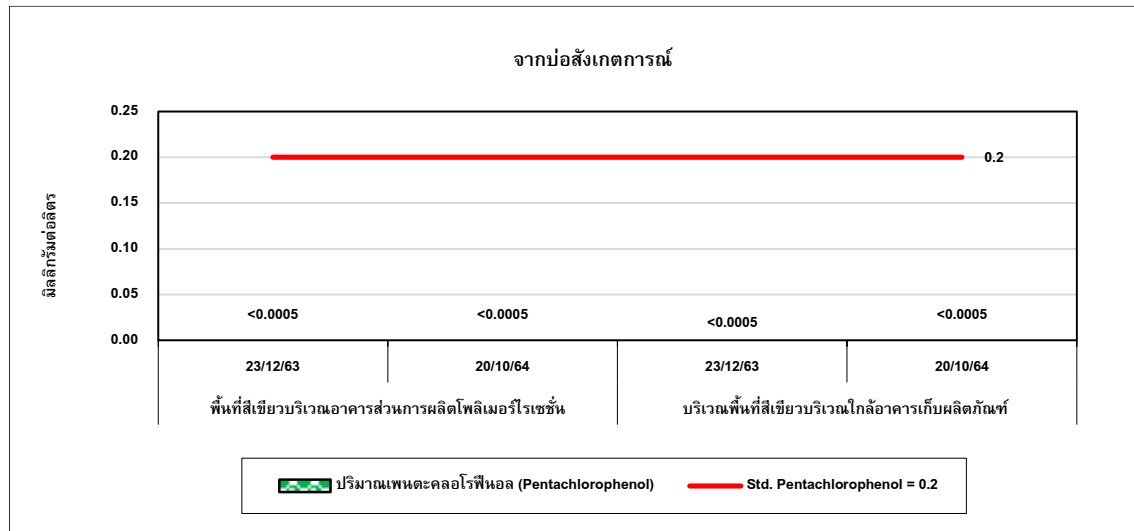 จากบ่อสังเกตการณ์
มิลลิกรัมต่อลิตร
0.25
0.20
0.15
0.10
0.05
0.00
0.2
<0.0005 <0.0005 <0.0005 <0.0005
23/12/63 20/10/64 23/12/63 20/10/64
พื้นที่สีเขียวบริเวณอาคารส่วนการผลิตโพลิเมอร์ไรเซชั่น บริเวณพื้นที่สีเขียวบริเวณใกล้อาคารเก็บผลิตภัณฑ์
ปริมาณเพนตะคลอโรฟีนอล (Pentachlorophenol) Std. Pentachlorophenol = 0.2